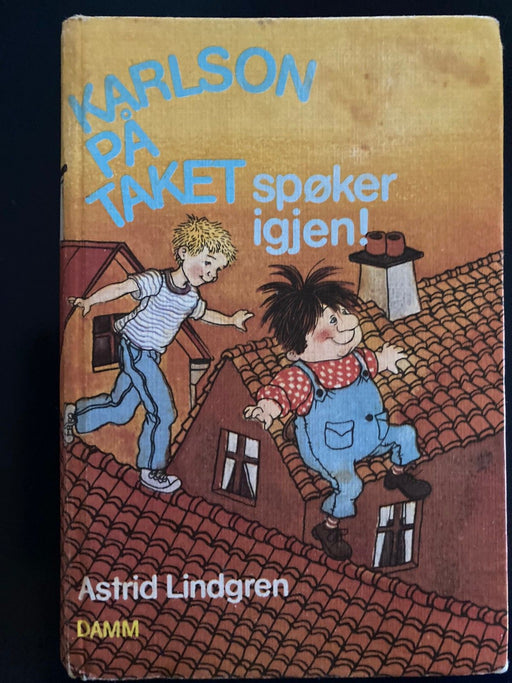 KARLSON
PÅ
TAKET spøker
igjen!
Astrid Lindgren
DAMM